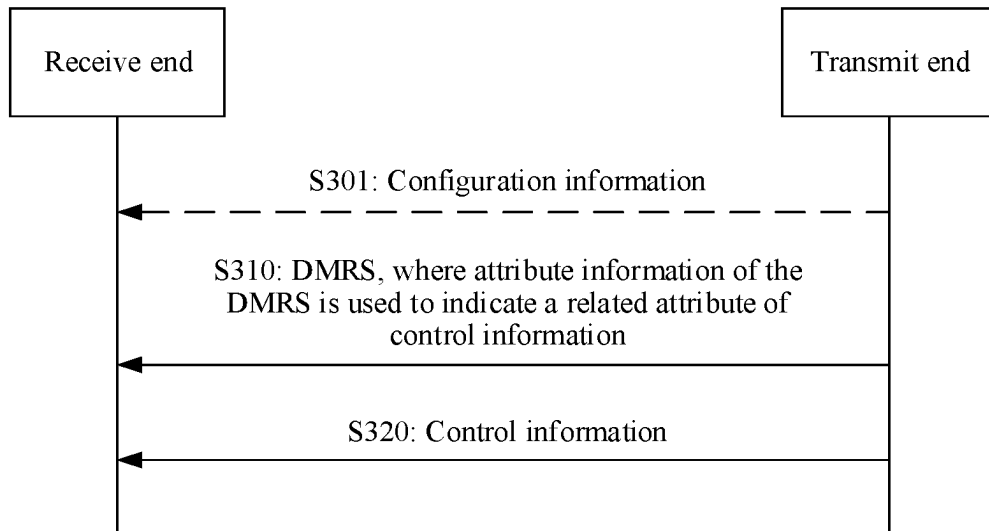 Receive end
Transmit end
S301: Configuration information
S310: DMRS, where attribute information of the
DMRS is used to indicate a related attribute of
control information
S320: Control information